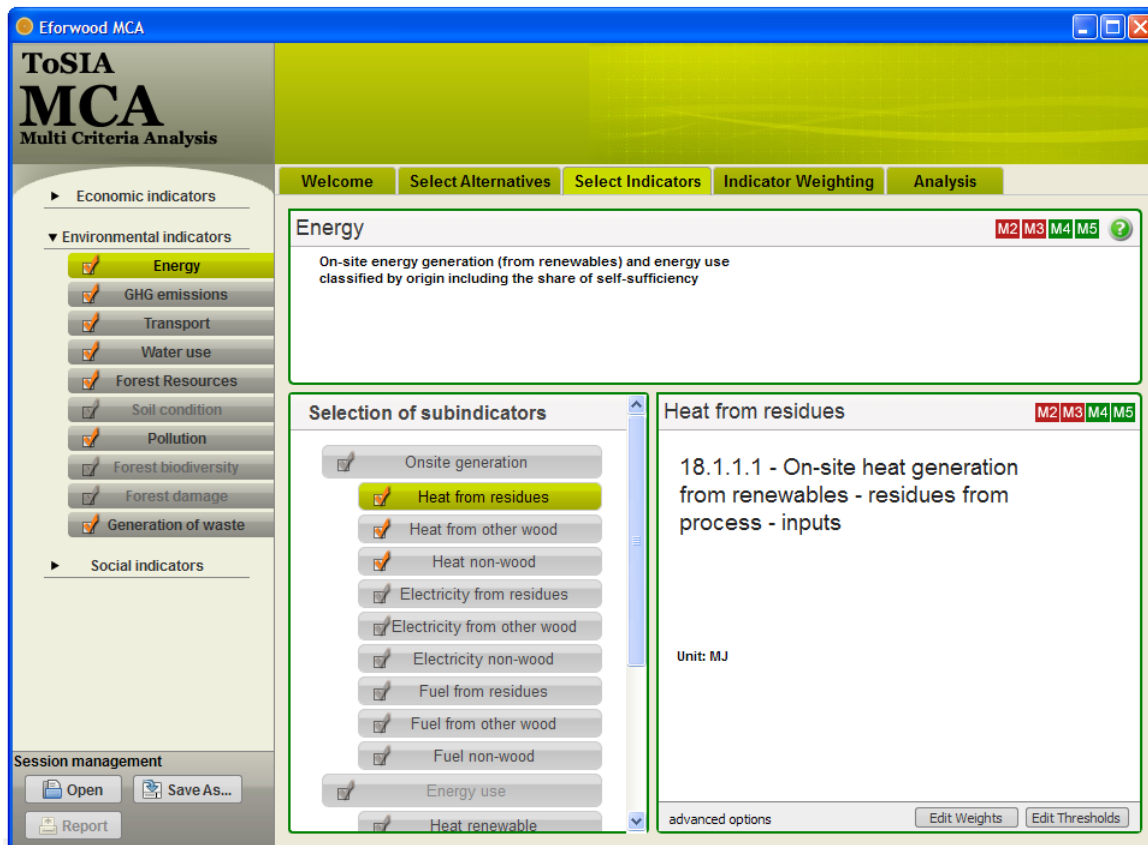 Eforwood MCA
ToSIA
MCA
Multi Criteria Analysis
Welcome
Select Alternatives
Select Indicators
Indicator Weighting
Analysis
Economic indicators
Environmental indicators
Energy
GHG emissions
Transport
Water use
Forest Resources
Soil condition
Pollution
Forest biodiversity
Forest damage
Generation of waste
Social indicators
Session management
Open
Save As...
Report
Energy
M2 M3 M4 M5 ?
On-site energy generation (from renewables) and energy use
classified by origin including the share of self-sufficiency
Selection of subindicators
Onsite generation
Heat from residues
Heat from other wood
Heat non-wood
Electricity from residues
Electricity from other wood
Electricity non-wood
Fuel from residues
Fuel from other wood
Fuel non-wood
Energy use
Heat renewable
Heat from residues
M2 M3 M4 M5
18.1.1.1 - On-site heat generation
from renewables - residues from
process - inputs
Unit: MJ
advanced options
Edit Weights
Edit Thresholds